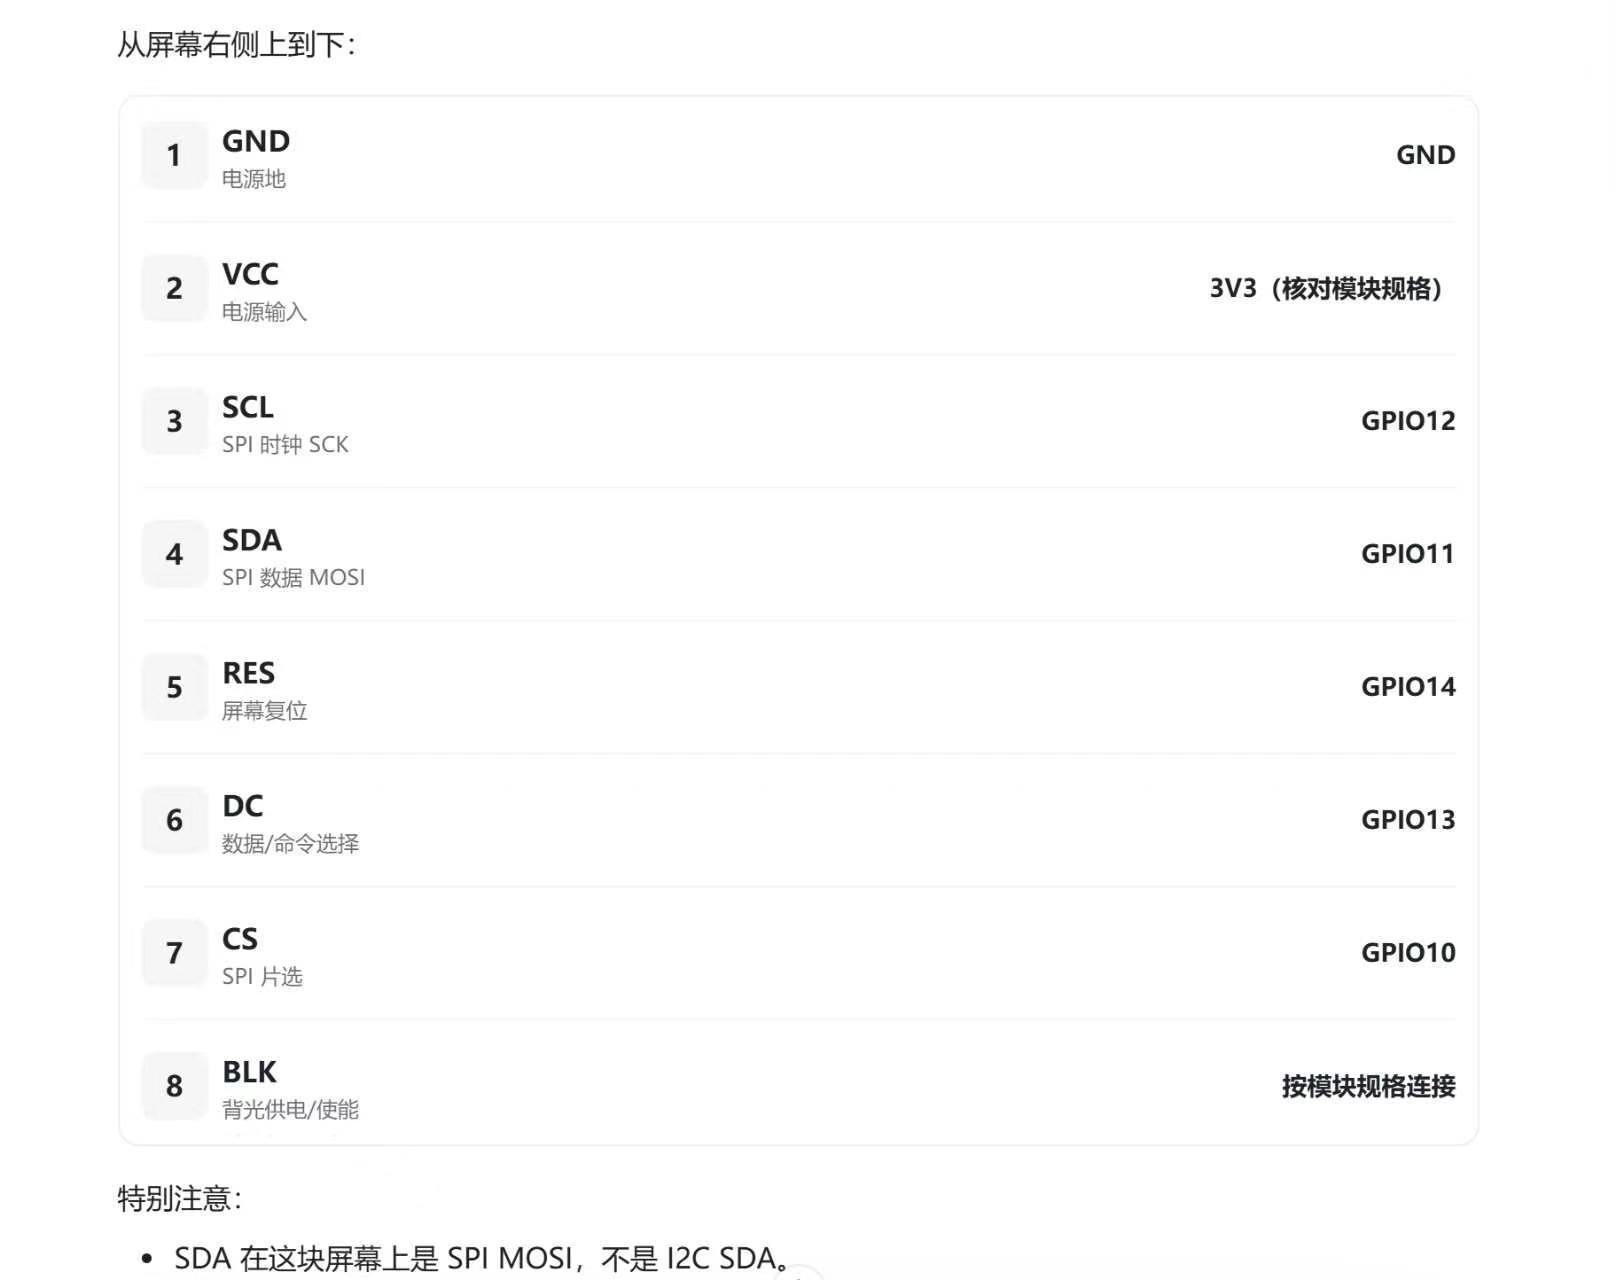 从屏幕右侧上到下：
1 GND GND
电源地
2 VCC 3V3（核对模块规格）
电源输入
3 SCL GPIO12
SPI 时钟 SCK
4 SDA GPIO11
SPI 数据 MOSI
5 RES GPIO14
屏幕复位
6 DC GPIO13
数据/命令选择
7 CS GPIO10
SPI 片选
8 BLK 按模块规格连接
背光供电/使能
特别注意：
• SDA 在这块屏幕上是 SPI MOSI，不是 I2C SDA。